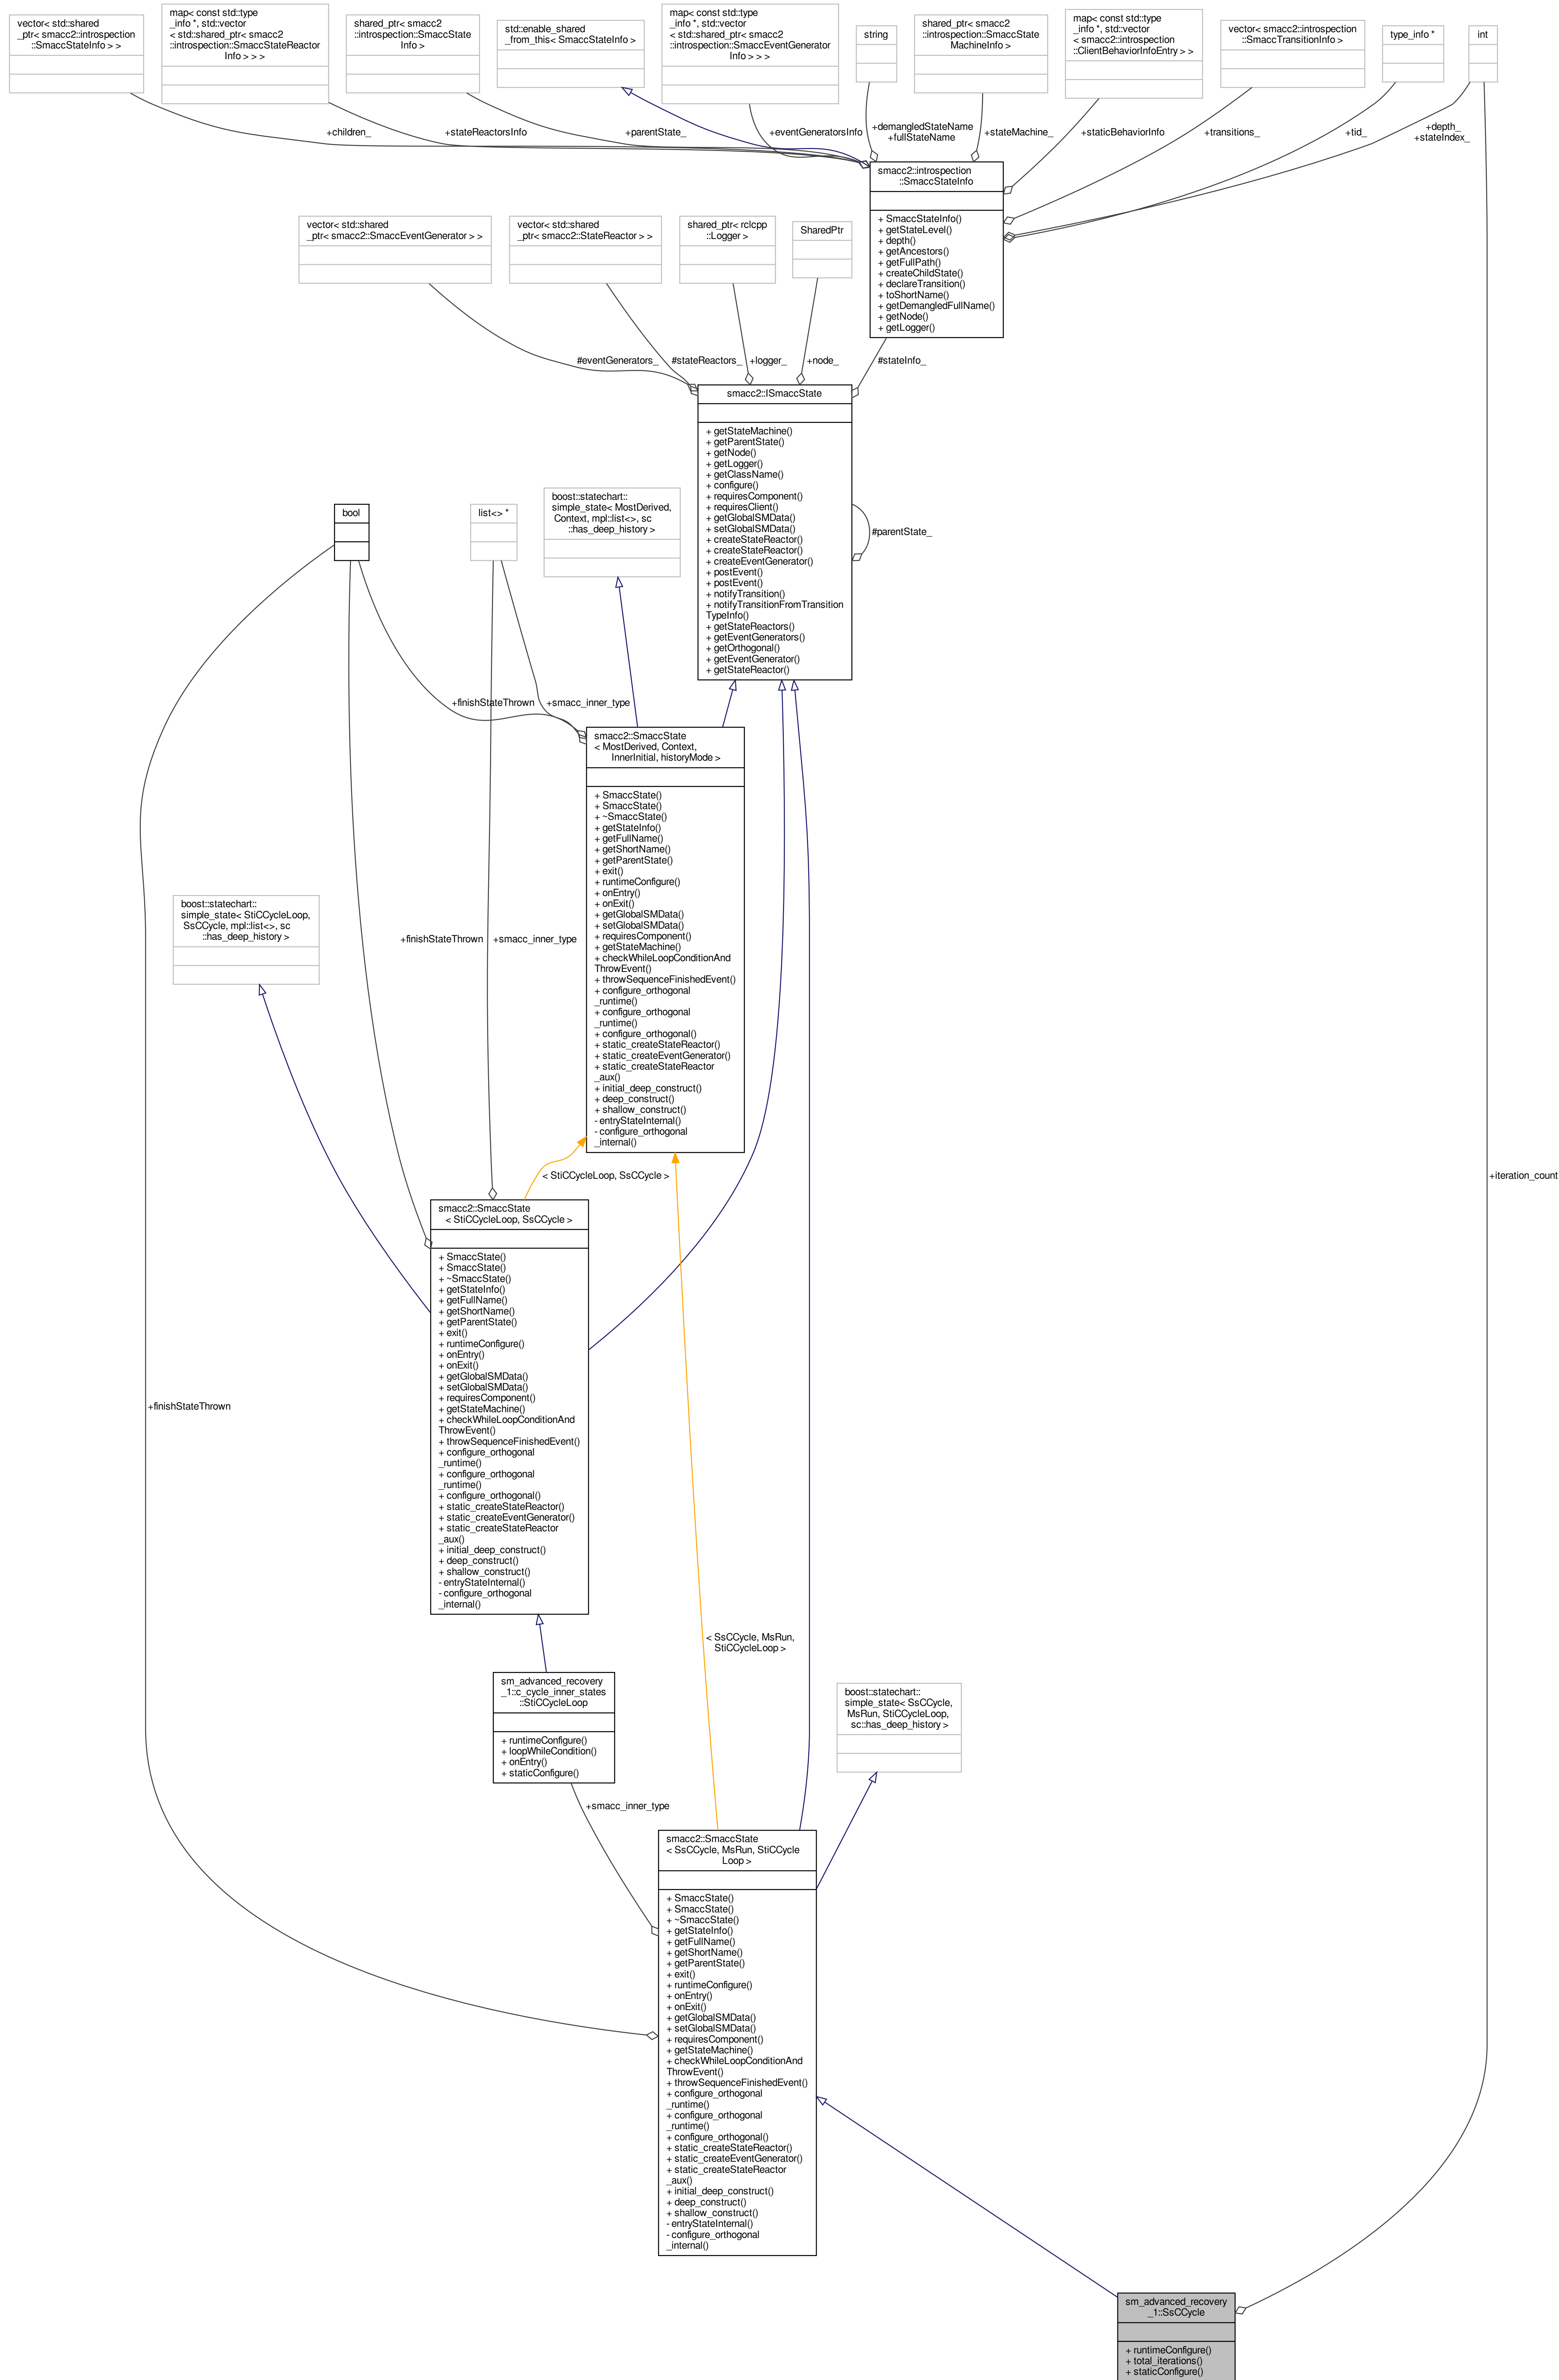 vector< std::shared
_ptr< smacc2::introspection
::SmaccStateInfo > >
map< const std::type
_info *, std::vector
< std::shared_ptr< smacc2
::introspection::SmaccStateReactor
Info > > >
shared_ptr< smacc2
::introspection::SmaccState
Info >
std::enable_shared
_from_this< SmaccStateInfo >
map< const std::type
_info *, std::vector
< std::shared_ptr< smacc2
::introspection::SmaccEventGenerator
Info > > >
string
shared_ptr< smacc2
::introspection::SmaccState
MachineInfo >
map< const std::type
_info *, std::vector
< smacc2::introspection
::ClientBehaviorInfoEntry > >
vector< smacc2::introspection
::SmaccTransitionInfo >
type_info *
int
+children_
+stateReactorsInfo
+parentState_
+eventGeneratorsInfo
+demangledStateName
+fullStateName
+stateMachine_
+staticBehaviorInfo
+transitions_
+tid_
+depth_
+stateIndex_
smacc2::introspection
::SmaccStateInfo
+ SmaccStateInfo()
+ getStateLevel()
+ depth()
+ getAncestors()
+ getFullPath()
+ createChildState()
+ declareTransition()
+ toShortName()
+ getDemangledFullName()
+ getNode()
+ getLogger()
vector< std::shared
_ptr< smacc2::SmaccEventGenerator > >
vector< std::shared
_ptr< smacc2::StateReactor > >
shared_ptr< rclcpp
::Logger >
SharedPtr
#eventGenerators_
#stateReactors_
+logger_
+node_
#stateInfo_
smacc2::ISmaccState
+ getStateMachine()
+ getParentState()
+ getNode()
+ getLogger()
+ getClassName()
+ configure()
+ requiresComponent()
+ requiresClient()
+ getGlobalSMData()
+ setGlobalSMData()
+ createStateReactor()
+ createStateReactor()
+ createEventGenerator()
+ postEvent()
+ postEvent()
+ notifyTransition()
+ notifyTransitionFromTransition
TypeInfo()
+ getStateReactors()
+ getEventGenerators()
+ getOrthogonal()
+ getEventGenerator()
+ getStateReactor()
#parentState_
bool
list<> *
boost::statechart::
simple_state< MostDerived,
Context, mpl::list<>, sc
::has_deep_history >
+finishStateThrown
+smacc_inner_type
smacc2::SmaccState
< MostDerived, Context,
InnerInitial, historyMode >
+ SmaccState()
+ SmaccState()
+ ~SmaccState()
+ getStateInfo()
+ getFullName()
+ getShortName()
+ getParentState()
+ exit()
+ runtimeConfigure()
+ onEntry()
+ onExit()
+ getGlobalSMData()
+ setGlobalSMData()
+ requiresComponent()
+ getStateMachine()
+ checkWhileLoopConditionAnd
ThrowEvent()
+ throwSequenceFinishedEvent()
+ configure_orthogonal
_runtime()
+ configure_orthogonal
_runtime()
+ configure_orthogonal()
+ static_createStateReactor()
+ static_createEventGenerator()
+ static_createStateReactor
_aux()
+ initial_deep_construct()
+ deep_construct()
+ shallow_construct()
- entryStateInternal()
- configure_orthogonal
_internal()
boost::statechart::
simple_state< StiCCycleLoop,
SsCCycle, mpl::list<>, sc
::has_deep_history >
+finishStateThrown
+smacc_inner_type
< StiCCycleLoop, SsCCycle >
+iteration_count
smacc2::SmaccState
< StiCCycleLoop, SsCCycle >
+ SmaccState()
+ SmaccState()
+ ~SmaccState()
+ getStateInfo()
+ getFullName()
+ getShortName()
+ getParentState()
+ exit()
+ runtimeConfigure()
+ onEntry()
+ onExit()
+ getGlobalSMData()
+ setGlobalSMData()
+ requiresComponent()
+ getStateMachine()
+ checkWhileLoopConditionAnd
ThrowEvent()
+ throwSequenceFinishedEvent()
+ configure_orthogonal
_runtime()
+ configure_orthogonal
_runtime()
+ configure_orthogonal()
+ static_createStateReactor()
+ static_createEventGenerator()
+ static_createStateReactor
_aux()
+ initial_deep_construct()
+ deep_construct()
+ shallow_construct()
- entryStateInternal()
- configure_orthogonal
_internal()
+finishStateThrown
< SsCCycle, MsRun,
StiCCycleLoop >
sm_advanced_recovery
_1::c_cycle_inner_states
::StiCCycleLoop
+ runtimeConfigure()
+ loopWhileCondition()
+ onEntry()
+ staticConfigure()
boost::statechart::
simple_state< SsCCycle,
MsRun, StiCCycleLoop,
sc::has_deep_history >
+smacc_inner_type
smacc2::SmaccState
< SsCCycle, MsRun, StiCCycle
Loop >
+ SmaccState()
+ SmaccState()
+ ~SmaccState()
+ getStateInfo()
+ getFullName()
+ getShortName()
+ getParentState()
+ exit()
+ runtimeConfigure()
+ onEntry()
+ onExit()
+ getGlobalSMData()
+ setGlobalSMData()
+ requiresComponent()
+ getStateMachine()
+ checkWhileLoopConditionAnd
ThrowEvent()
+ throwSequenceFinishedEvent()
+ configure_orthogonal
_runtime()
+ configure_orthogonal
_runtime()
+ configure_orthogonal()
+ static_createStateReactor()
+ static_createEventGenerator()
+ static_createStateReactor
_aux()
+ initial_deep_construct()
+ deep_construct()
+ shallow_construct()
- entryStateInternal()
- configure_orthogonal
_internal()
sm_advanced_recovery
_1::SsCCycle
+ runtimeConfigure()
+ total_iterations()
+ staticConfigure()